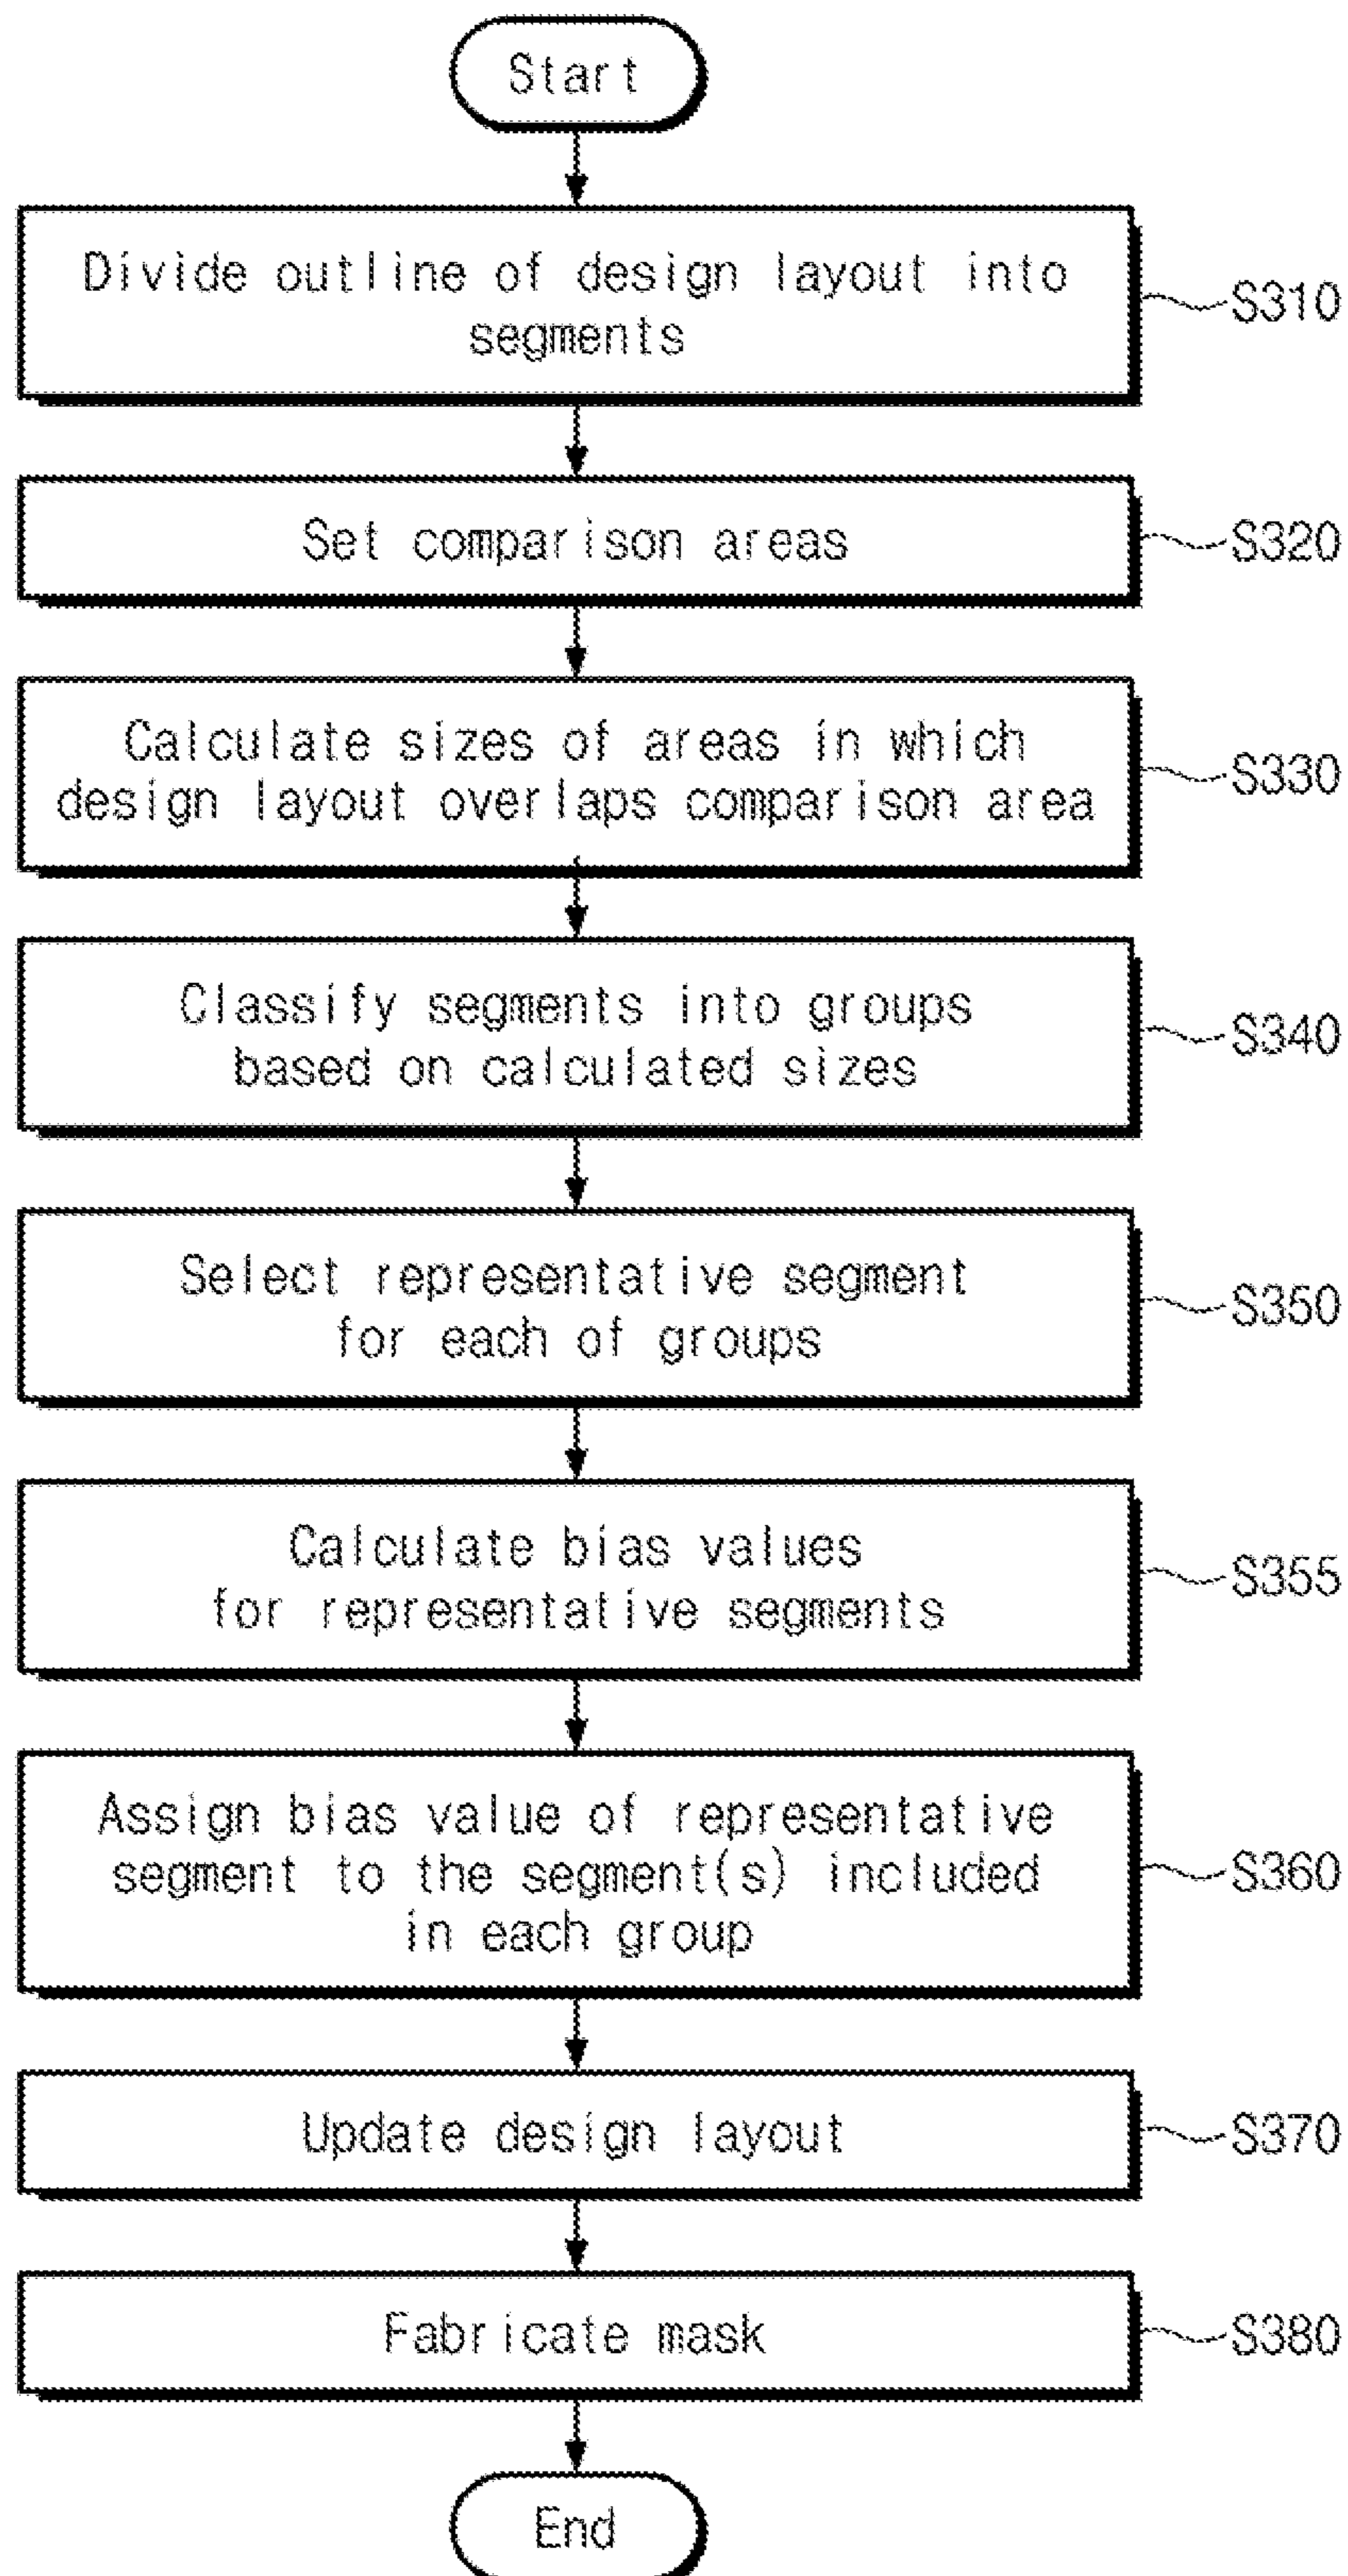 Start
Divide outline of design layout into
segments
S310
Set comparison areas
S320
Calculate sizes of areas in which
design layout overlaps comparison area
S330
Classify segments into groups
based on calculated sizes
S340
Select representative segment
for each of groups
S350
Calculate bias values
for representative segments
S355
Assign bias value of representative
segment to the segment(s) included
in each group
S360
Update design layout
S370
Fabricate mask
S380
End